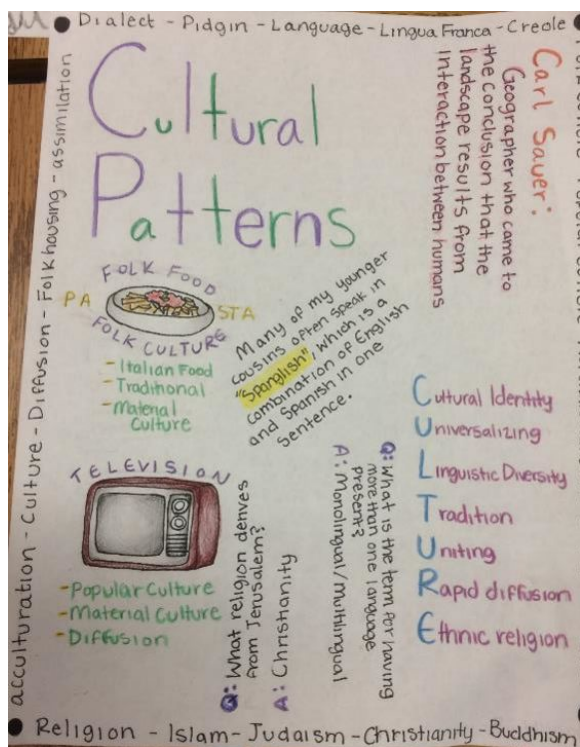 Dialect - Pidgin - Language - Lingua Franca - Creole
acculturation - Culture - Diffusion - Folk housing - assimilation
Cultural
Patterns
Carl Sauer:
Geographer who came to
the conclusion that the
landscape results from
interaction between humans
FOLK FOOD
PA STA
FOLK CULTURE
- Italian Food
- Traditional
- Material
Culture
Many of my younger
cousins often speak in
"Spanglish", which is a
combination of English
and Spanish in one
sentence.
Cultural Identity
Universalizing
Linguistic Diversity
Tradition
Uniting
Rapid diffusion
Ethnic religion
TELEVISION
- Popular Culture
- Material Culture
- Diffusion
Q: What religion derives
from Jerusalem?
A: Christianity
Q: What is the term for having
more than one language
present?
A: Monolingual/multilingual
Religion - Islam - Judaism - Christianity - Buddhism